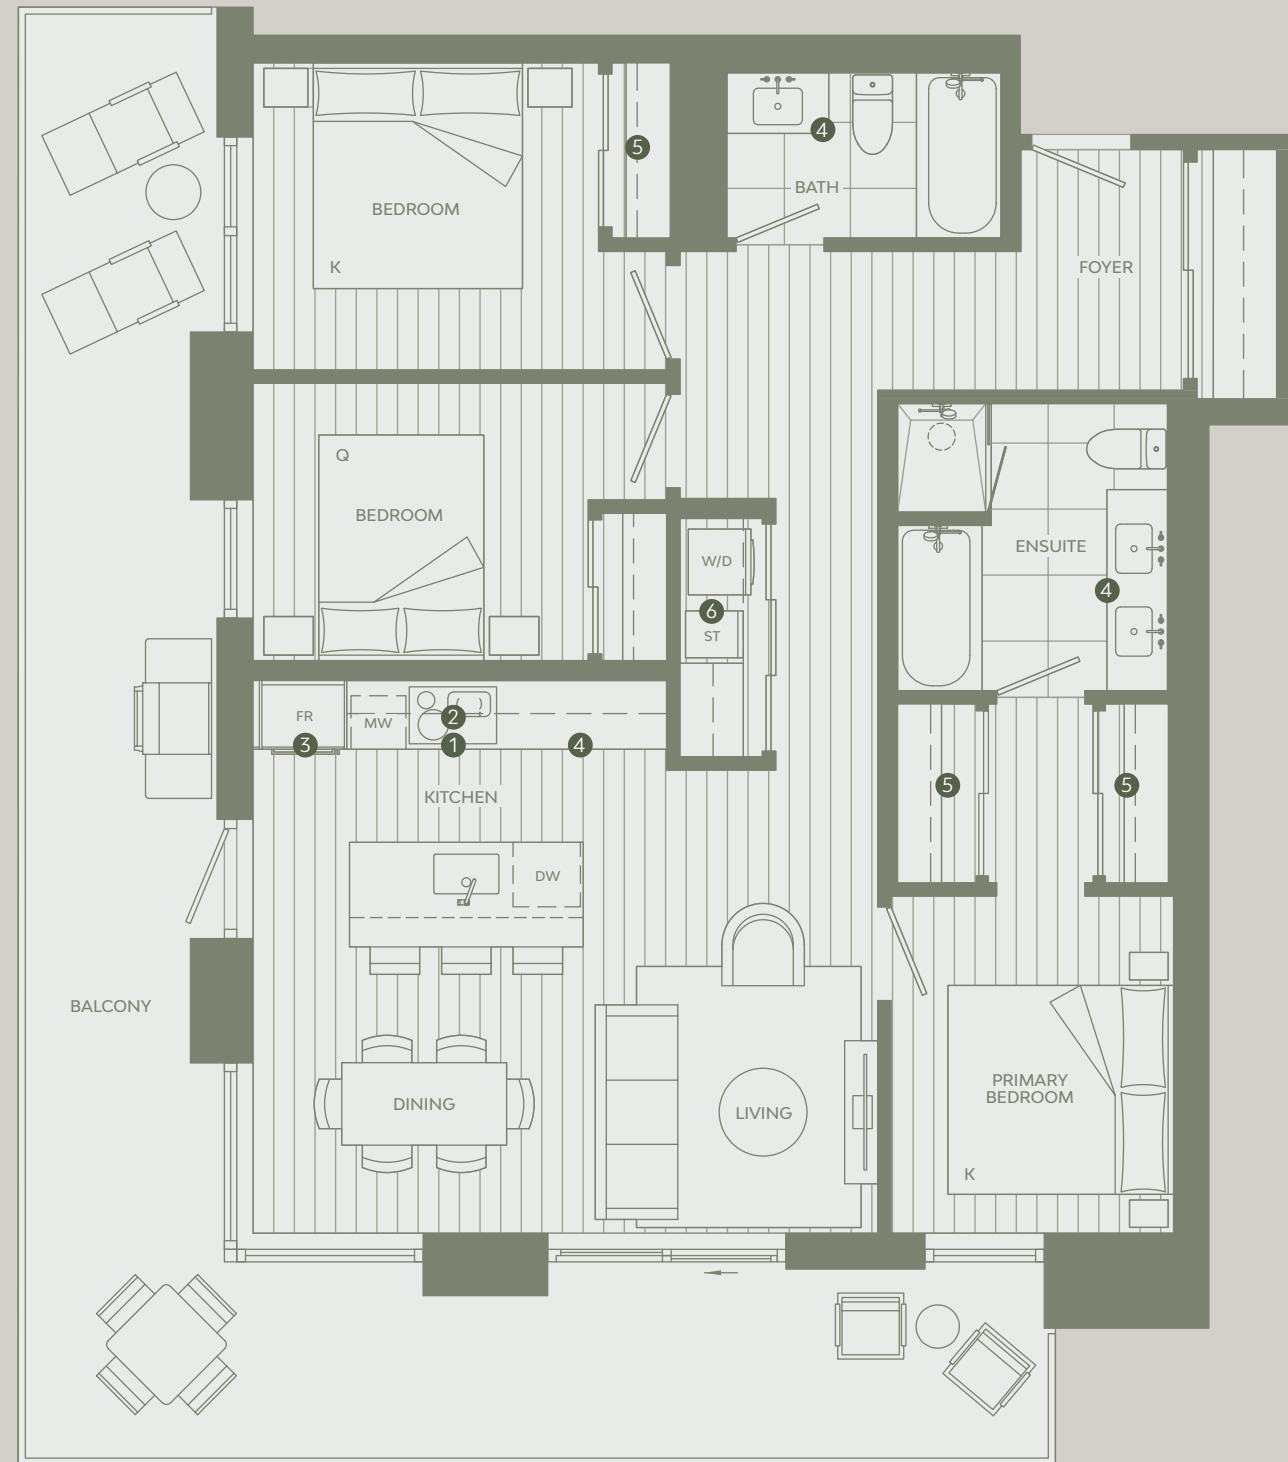 5
4
BATH
BEDROOM
K
FOYER
Q
BEDROOM
ENSUITE
W/D
4
6
ST
FR
MW
2
3
1
4
5
5
KITCHEN
DW
BALCONY
DINING
LIVING
PRIMARY
BEDROOM
K